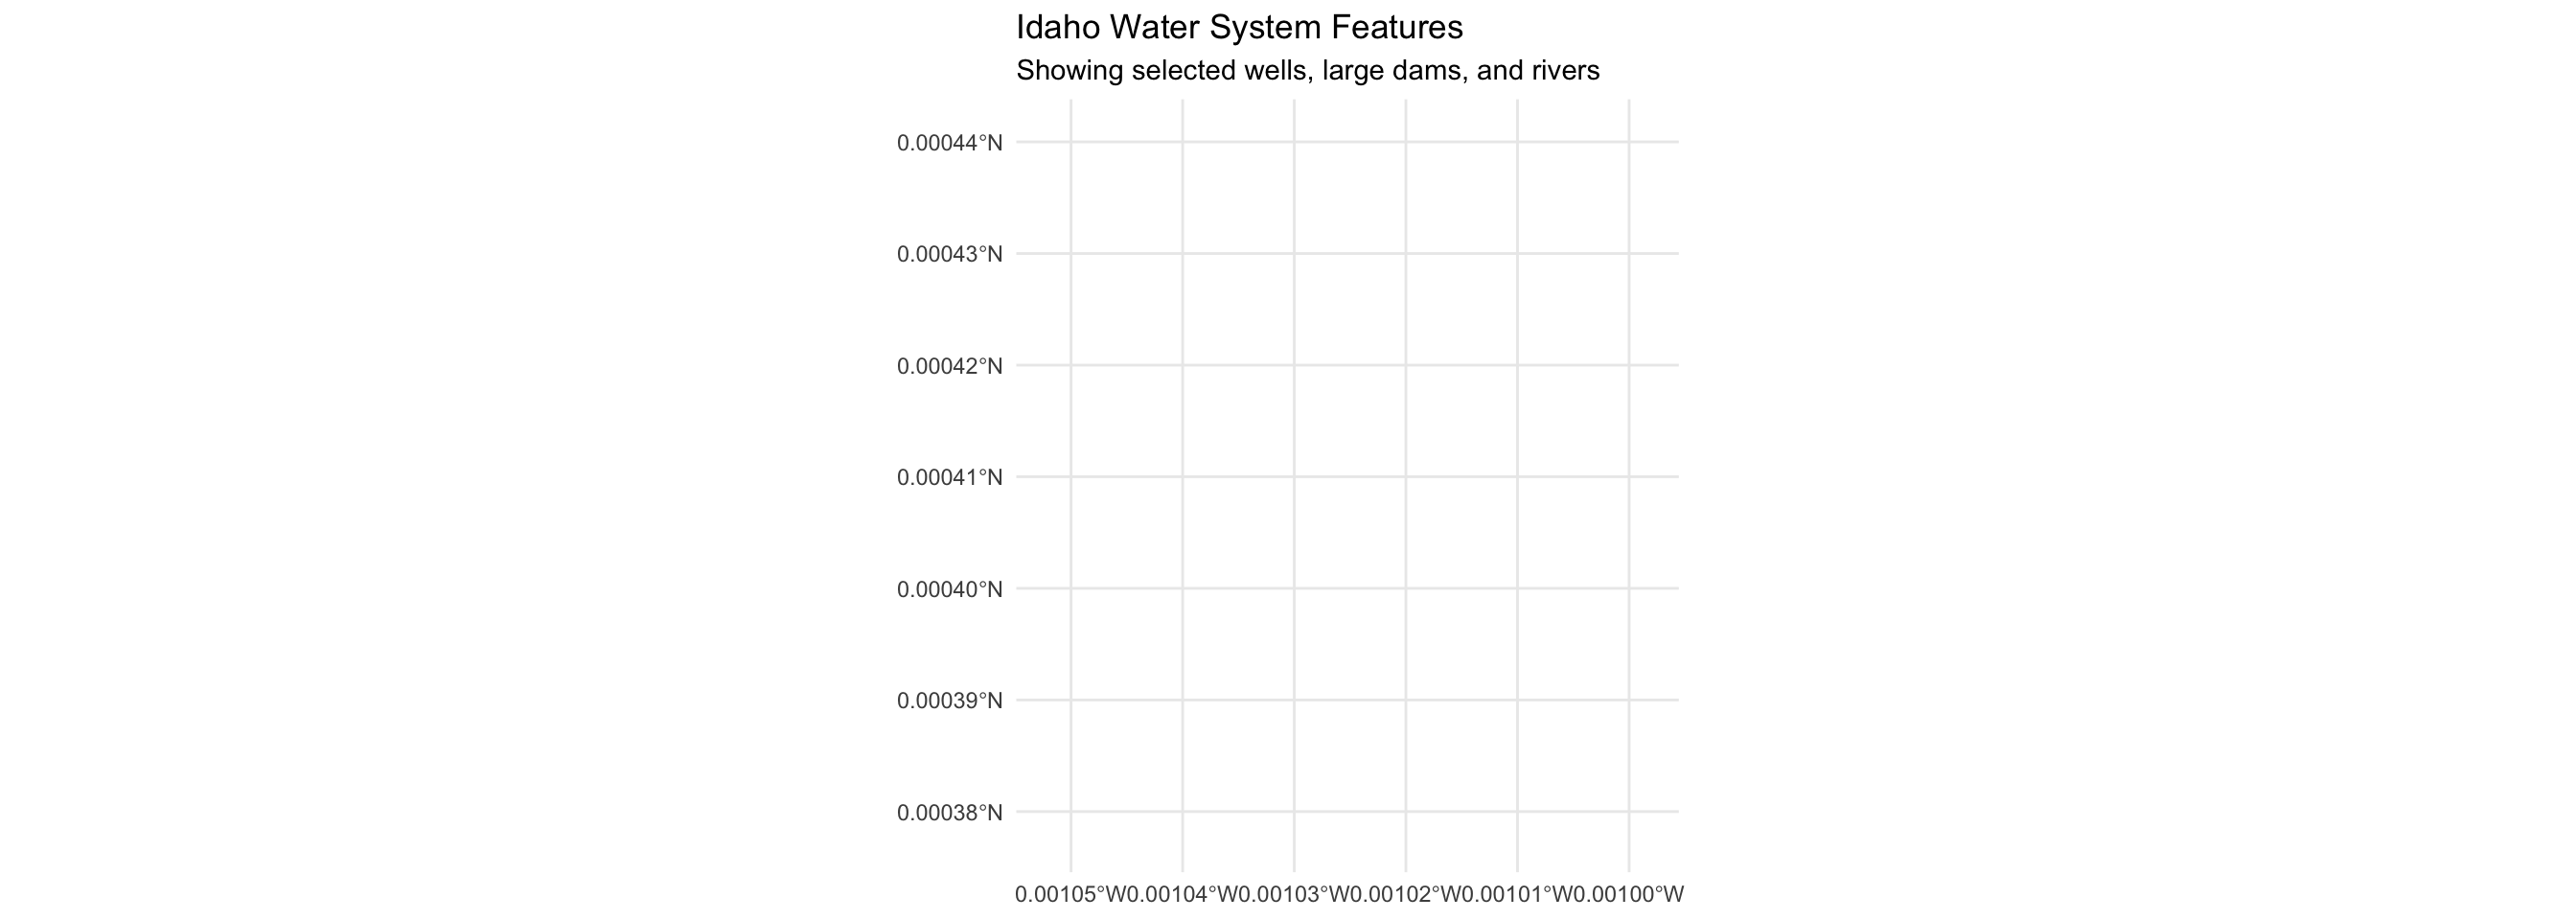 Idaho Water System Features
Showing selected wells, large dams, and rivers
0.00044°N
0.00043°N
0.00042°N
0.00041°N
0.00040°N
0.00039°N
0.00038°N
0.00105°W0.00104°W0.00103°W0.00102°W0.00101°W0.00100°W